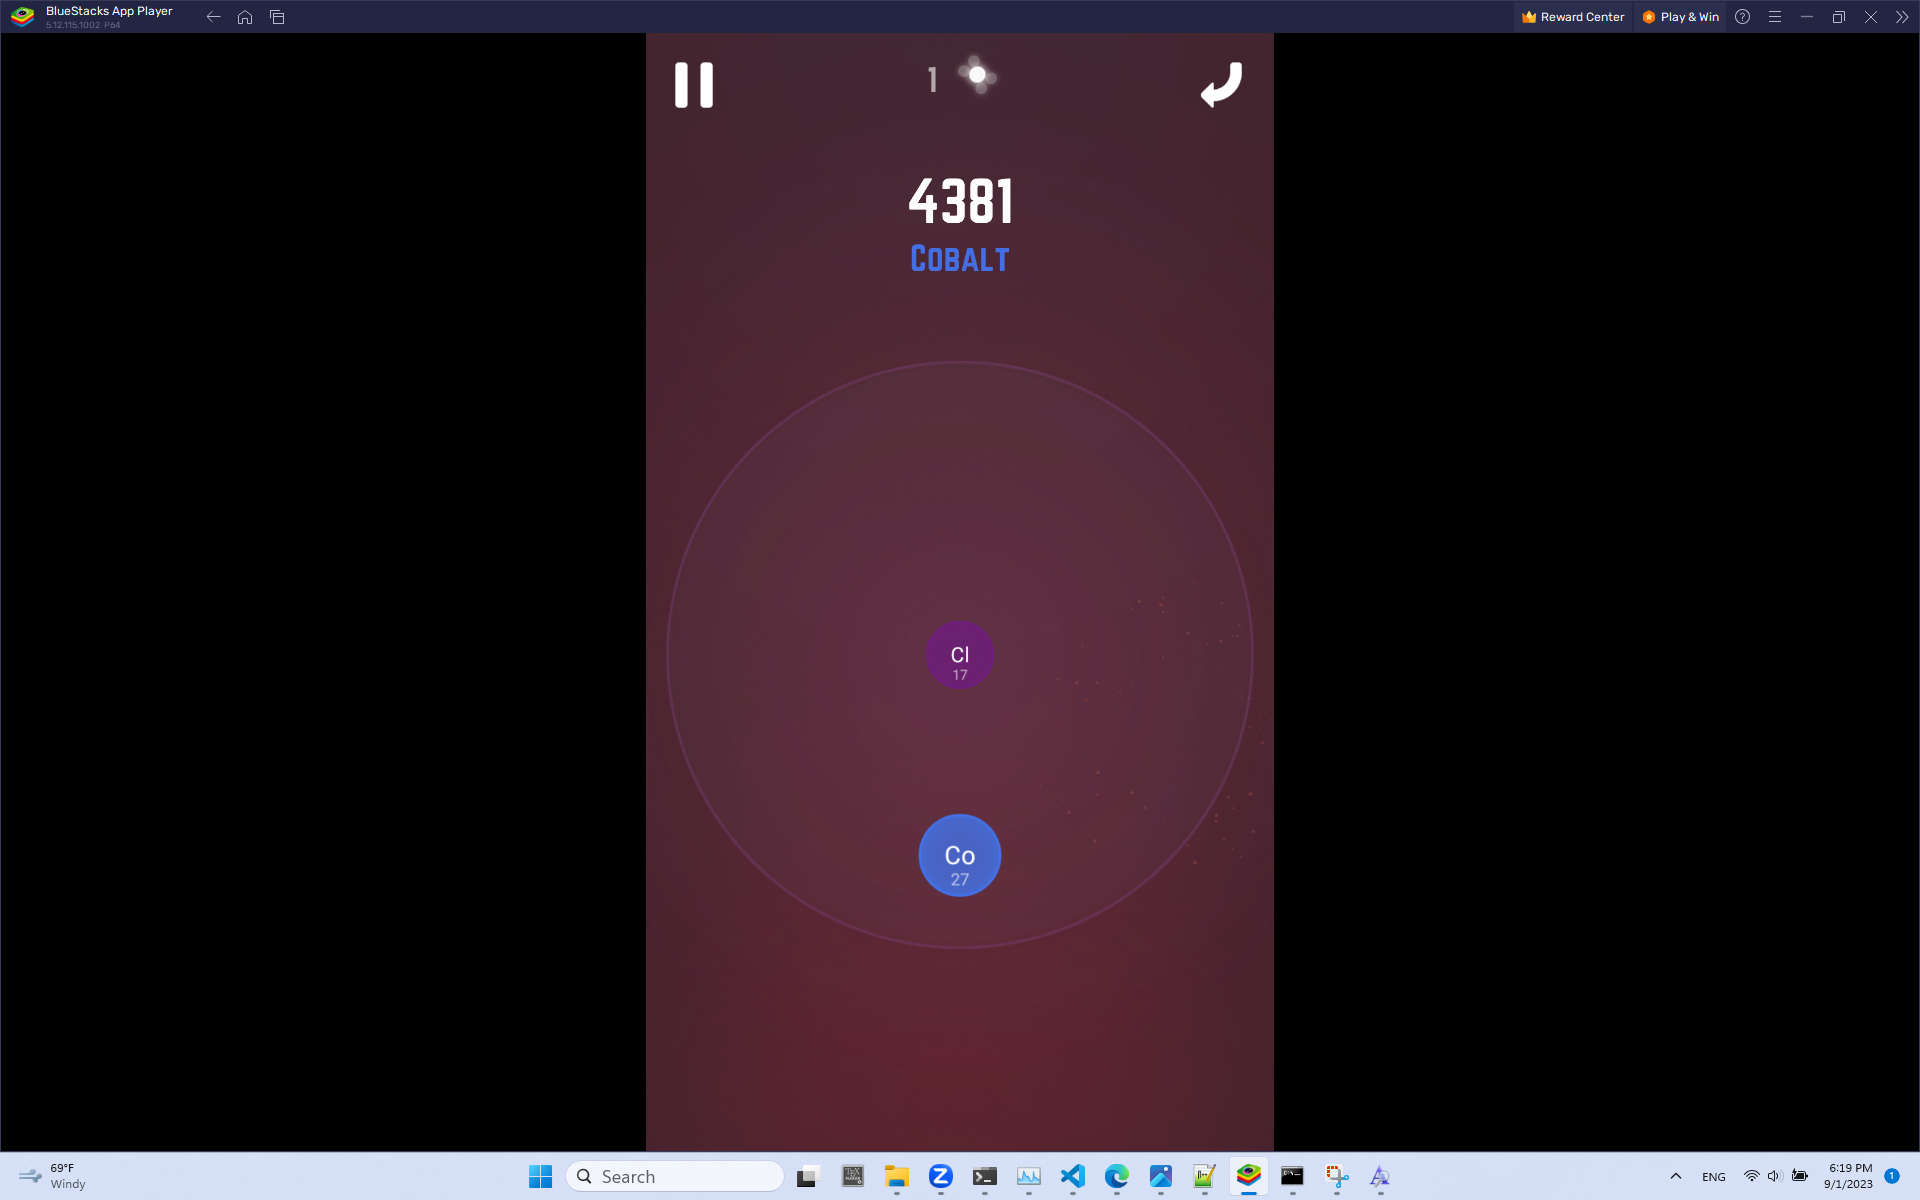 BlueStacks App Player
5.12.115.1002 P64
Reward Center
Play & Win
1
4381
COBALT
Cl
17
Co
27
69°F
Windy
Search
ENG
6:19 PM
9/1/2023
1